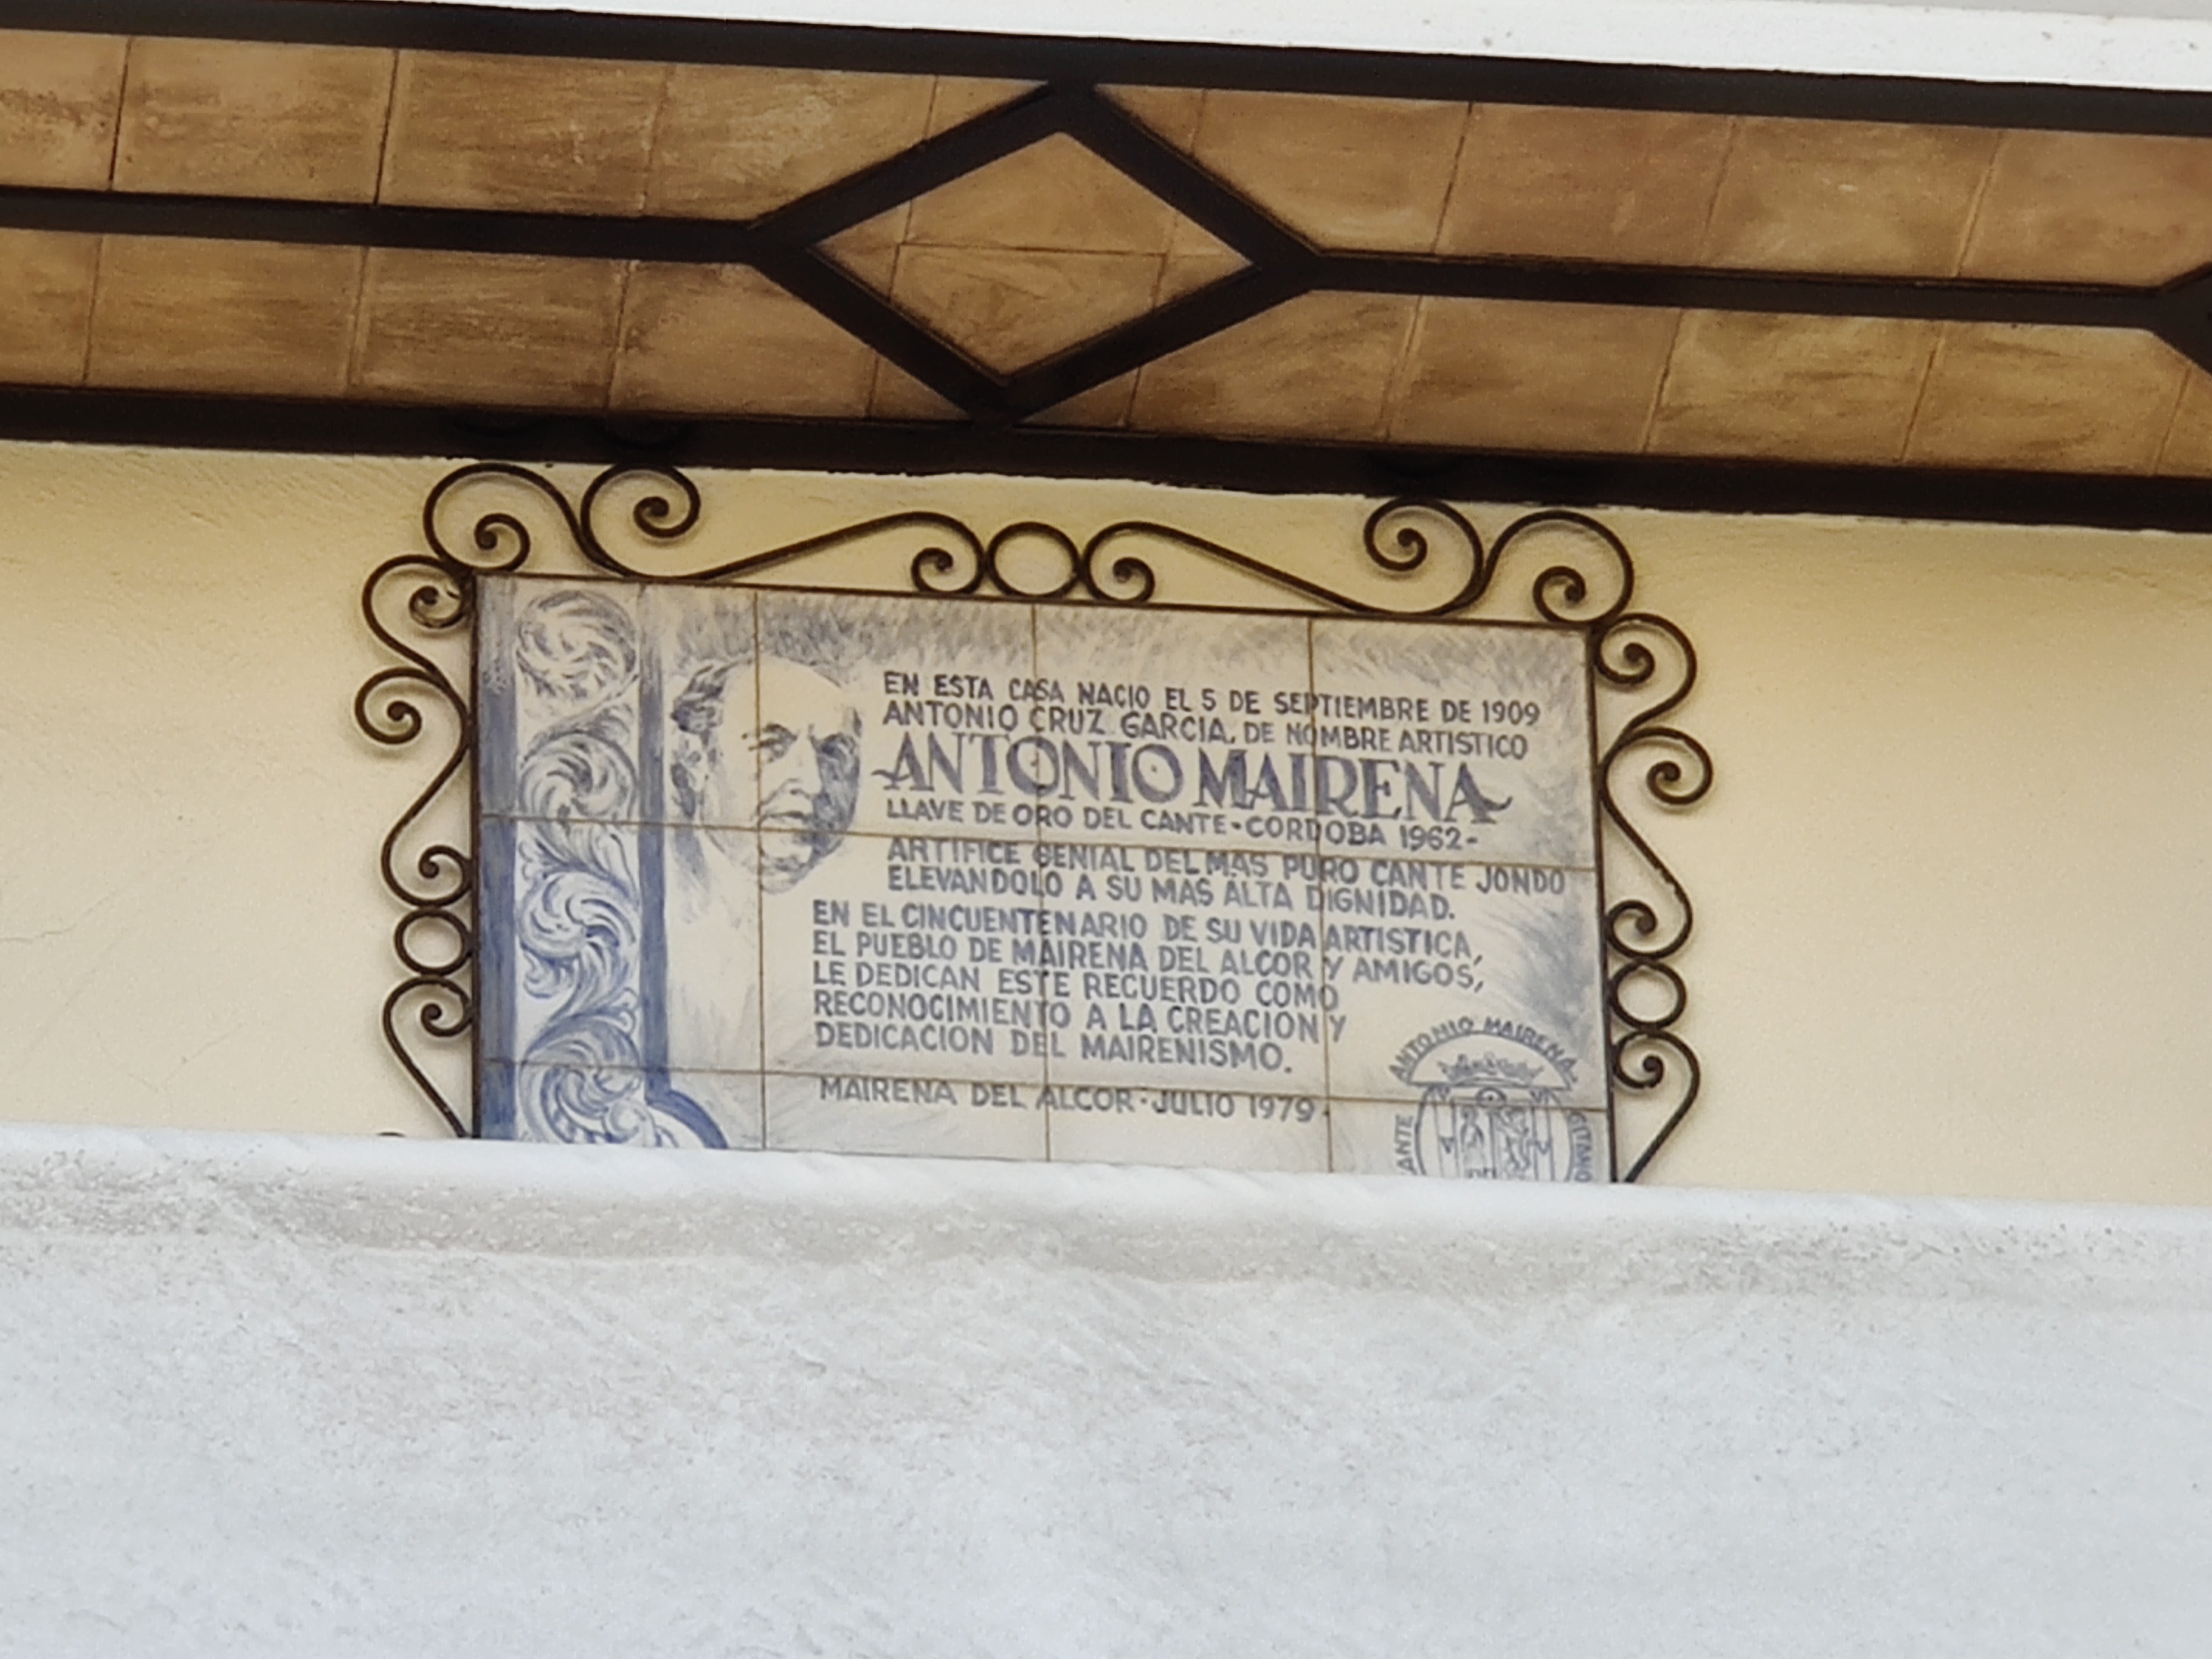 EN ESTA CASA NACIO EL 5 DE SEPTIEMBRE DE 1909
ANTONIO CRUZ GARCIA, DE NOMBRE ARTISTICO
ANTONIO MAIRENA
LLAVE DE ORO DEL CANTE-CORDOBA 1962-
ARTIFICE GENIAL DEL MAS PURO CANTE JONDO
ELEVANDOLO A SU MAS ALTA DIGNIDAD.
EN EL CINCUENTENARIO DE SU VIDA ARTISTICA,
EL PUEBLO DE MAIRENA DEL ALCOR Y AMIGOS,
LE DEDICAN ESTE RECUERDO COMO
RECONOCIMIENTO A LA CREACION Y
DEDICACION DEL MAIRENISMO.
MAIRENA DEL ALCOR·JULIO 1979.
ANTONIO MAIRENA
ANTE
GITANO